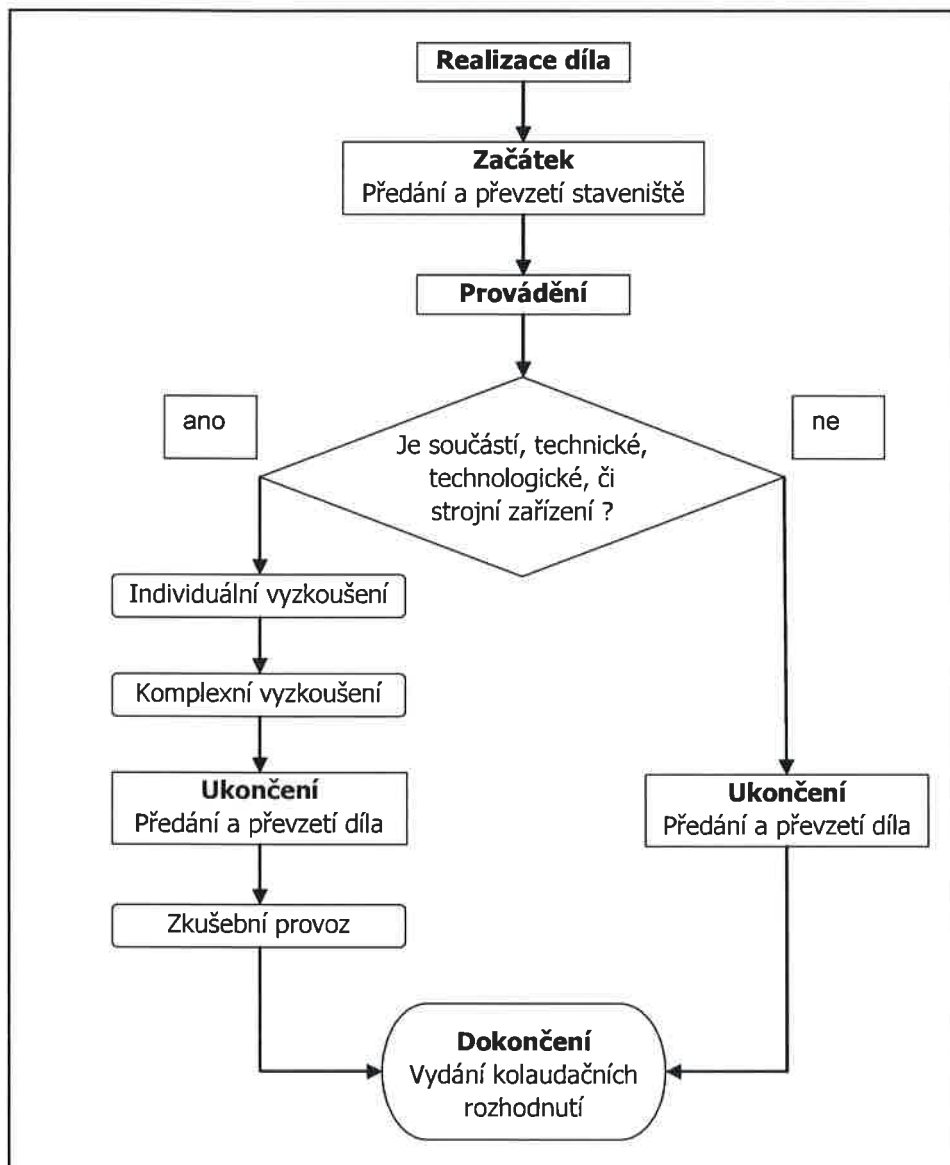 Realizace díla
Začátek
Předání a převzetí staveniště
Provádění
ano
ne
Je součástí, technické,
technologické, či
strojní zařízení ?
Individuální vyzkoušení
Komplexní vyzkoušení
Ukončení
Předání a převzetí díla
Zkušební provoz
Ukončení
Předání a převzetí díla
Dokončení
Vydání kolaudačních
rozhodnutí